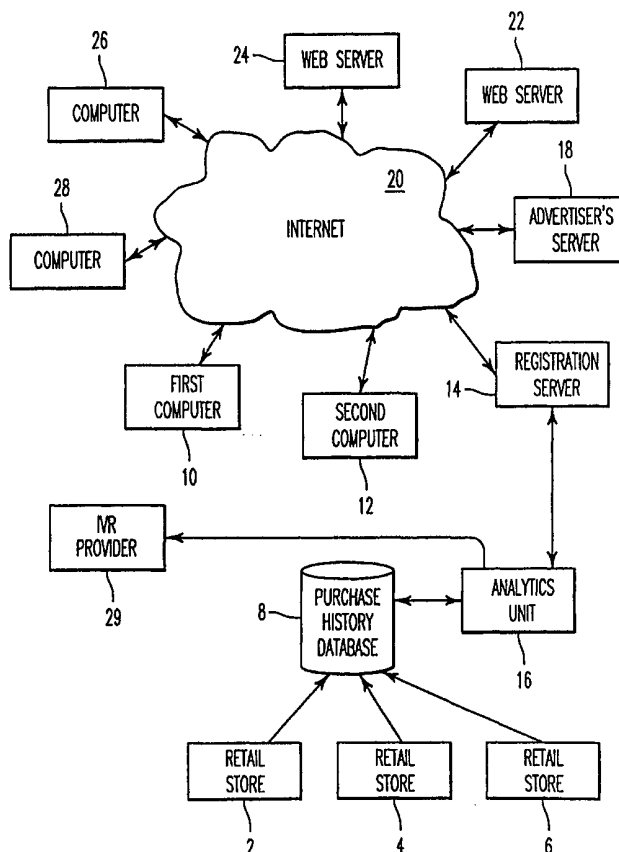 26
COMPUTER
24
WEB SERVER
22
WEB SERVER
28
COMPUTER
20
INTERNET
18
ADVERTISER'S
SERVER
FIRST
COMPUTER
10
SECOND
COMPUTER
12
14
REGISTRATION
SERVER
IVR
PROVIDER
29
8
PURCHASE
HISTORY
DATABASE
ANALYTICS
UNIT
16
RETAIL
STORE
2
RETAIL
STORE
4
RETAIL
STORE
6